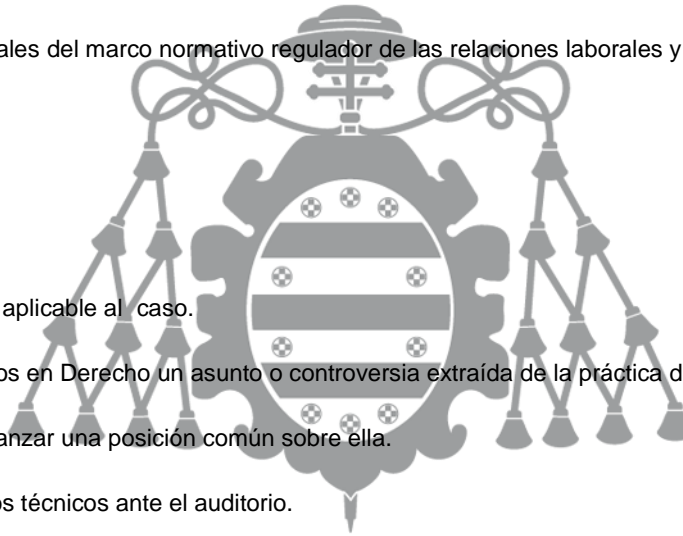 ales del marco normativo regulador de las relaciones laborales y
aplicable al caso.
os en Derecho un asunto o controversia extraída de la práctica d
anzar una posición común sobre ella.
os técnicos ante el auditorio.